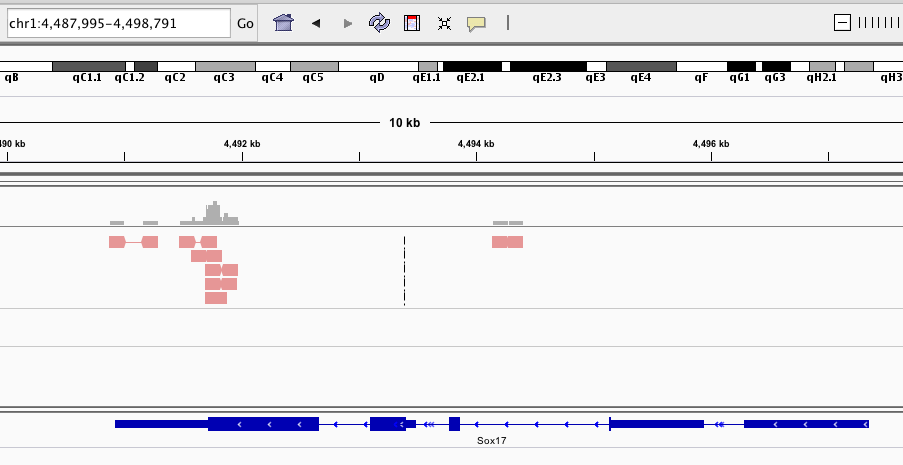 chr1:4,487,995-4,498,791 Go
qB qC1.1 qC1.2 qC2 qC3 qC4 qC5 qD qE1.1 qE2.1 qE2.3 qE3 qE4 qF qG1 qG3 qH2.1 qH3
10 kb
490 kb 4,492 kb 4,494 kb 4,496 kb
Sox17